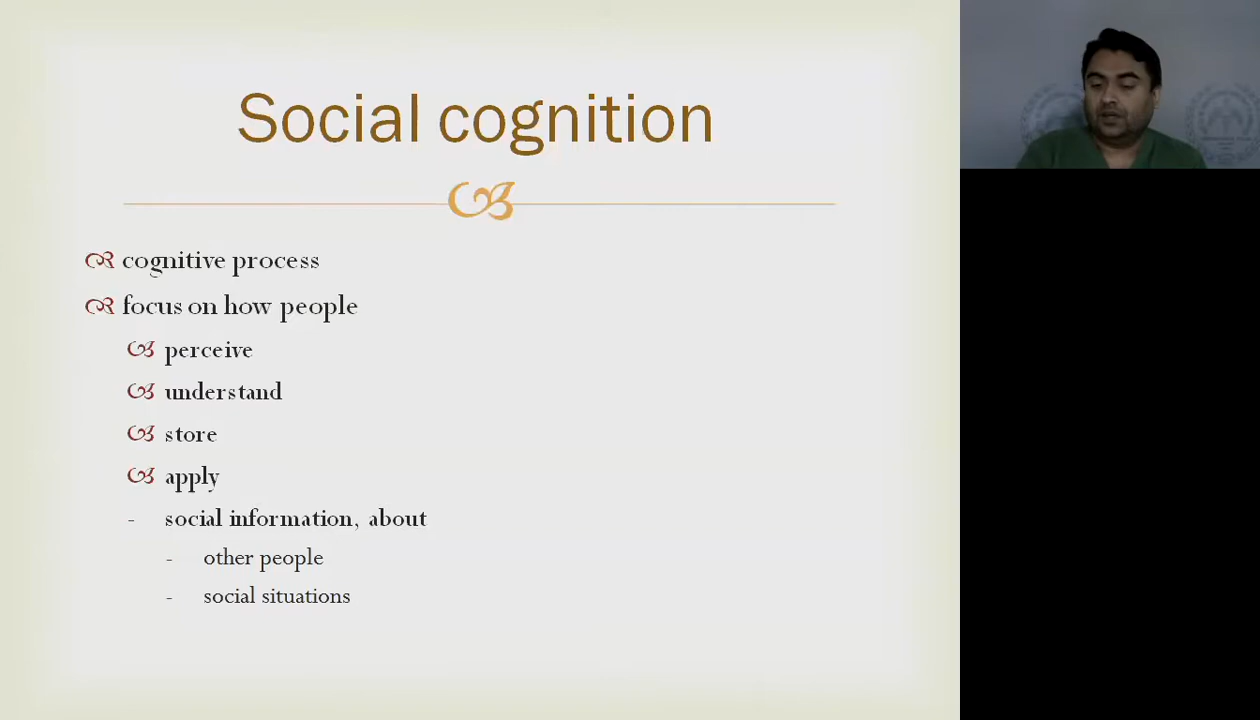 Social cognition
cognitive process
focus on how people
perceive
understand
store
apply
- social information, about
- other people
- social situations